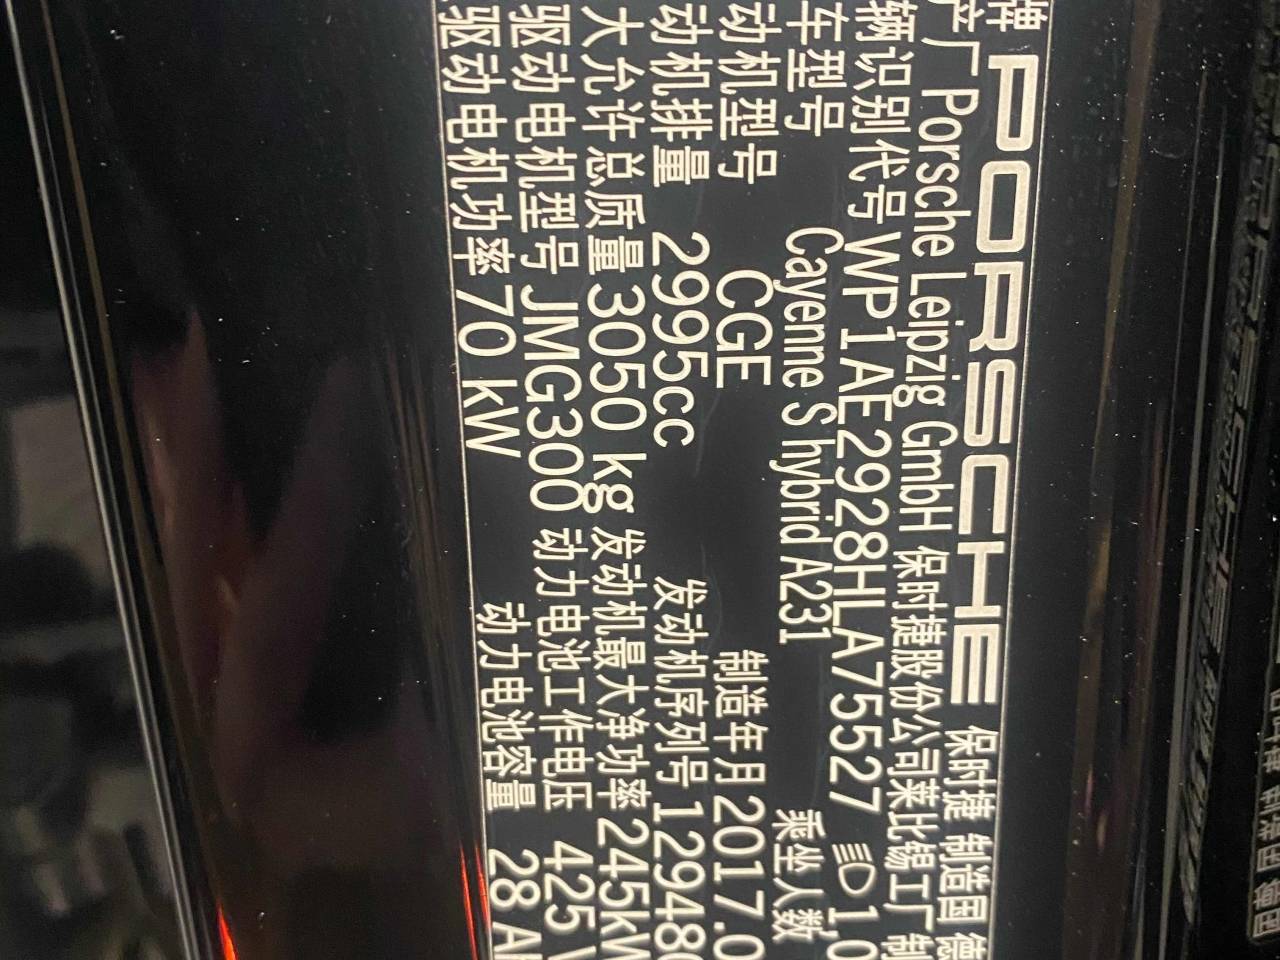 牌 PORSCHE 保时捷 制造国 德
产厂 Porsche Leipzig GmbH 保时捷股份公司莱比锡工厂 制
辆识别代号 WP1AE2928HLA75527 1.0
车型号 Cayenne S hybrid A231 乘坐人数
动机型号 CGE 制造年月 2017.0
动机排量 2995cc 发动机序列号 12948
大允许总质量 3050 kg 发动机最大净功率 245kW
驱动电机型号 JMG300 动力电池工作电压 425 V
驱动电机功率 70 kW 动力电池容量 28 A